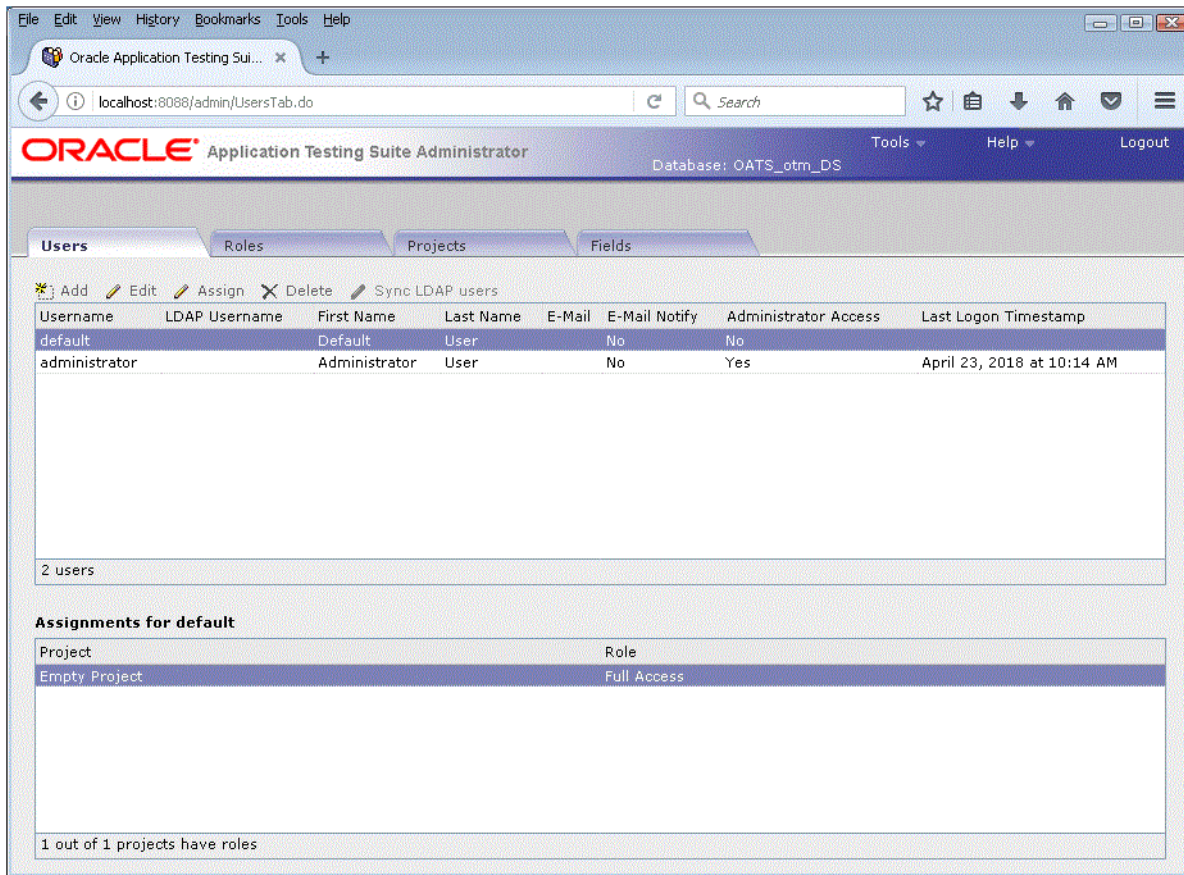 File Edit View History Bookmarks Tools Help
Oracle Application Testing Sui...
localhost:8088/admin/UsersTab.do
Search
ORACLE Application Testing Suite Administrator
Tools Help Logout
Database: OATS_otm_DS
Users Roles Projects Fields
Add Edit Assign Delete Sync LDAP users
Username LDAP Username First Name Last Name E-Mail E-Mail Notify Administrator Access Last Logon Timestamp
default Default User No No
administrator Administrator User No Yes April 23, 2018 at 10:14 AM
2 users
Assignments for default
Project Role
Empty Project Full Access
1 out of 1 projects have roles